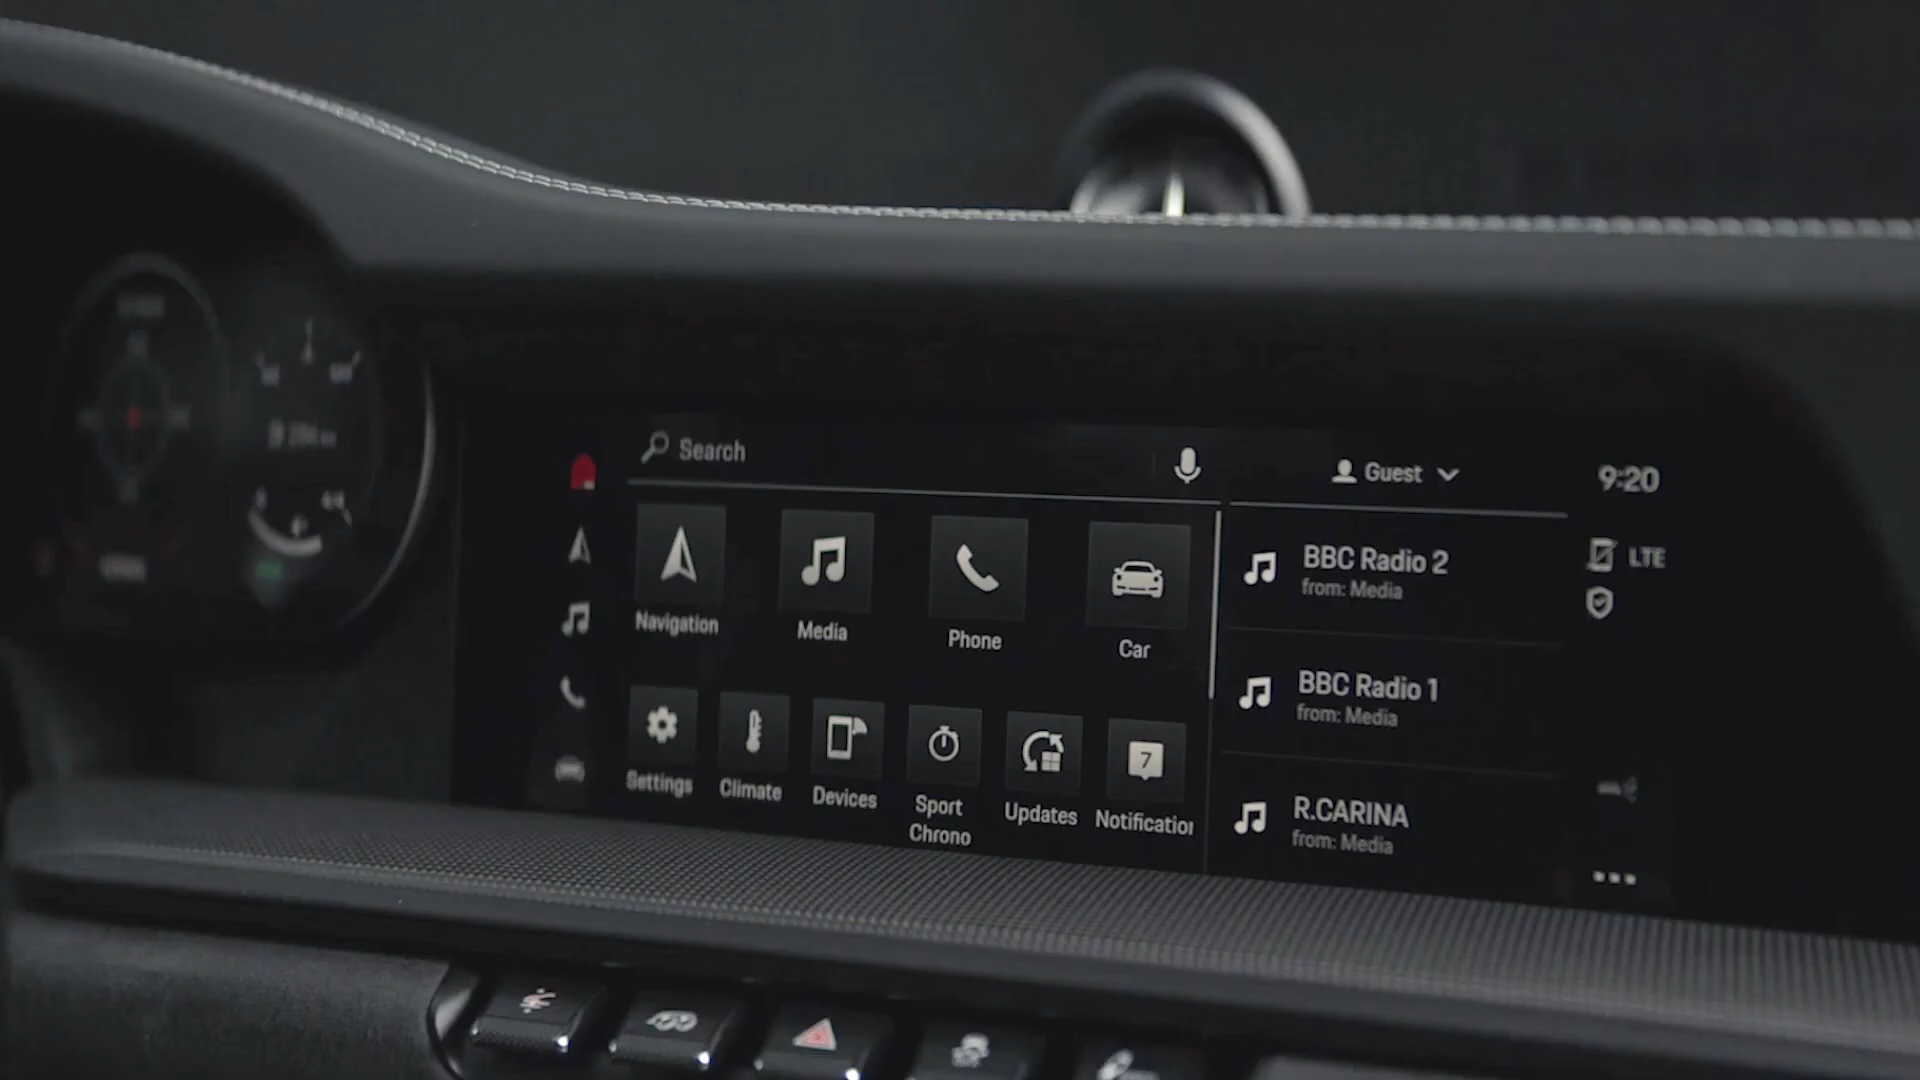 Search
Guest
9:20
LTE
Navigation
Media
Phone
Car
BBC Radio 2
from: Media
BBC Radio 1
from: Media
R.CARINA
from: Media
7
Settings
Climate
Devices
Sport
Chrono
Updates
Notification